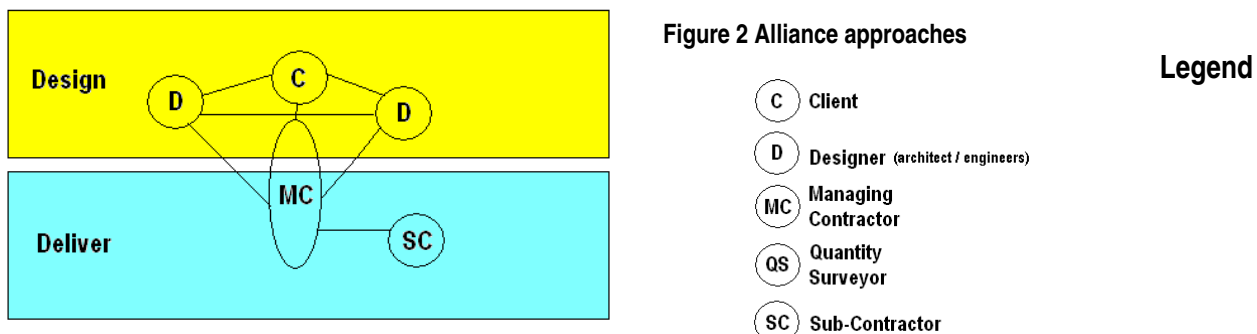 Design
C
D
D
MC
Deliver
SC
Figure 2 Alliance approaches
Legend
C Client
D Designer (architect / engineers)
MC Managing
Contractor
QS Quantity
Surveyor
SC Sub-Contractor